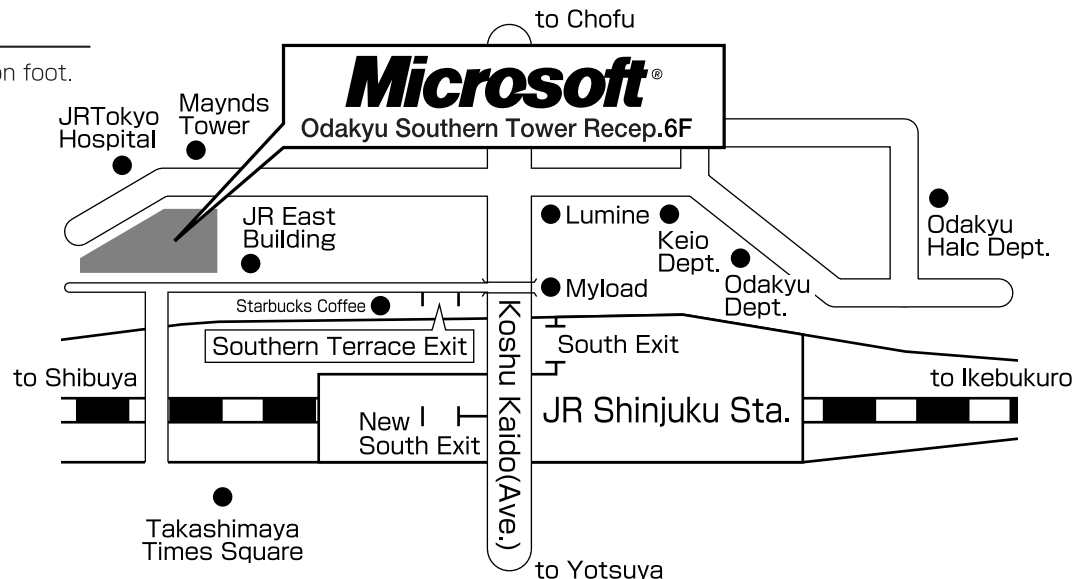 to Chofu
on foot.
Microsoft®
Odakyu Southern Tower Recep.6F
JRTokyo
Hospital
Maynds
Tower
JR East
Building
Lumine
Keio
Dept.
Odakyu
Dept.
Odakyu
Halc Dept.
Starbucks Coffee
Myload
Southern Terrace Exit
South Exit
to Shibuya
to Ikebukuro
New
South Exit
JR Shinjuku Sta.
Koshu Kaido(Ave.)
Takashimaya
Times Square
to Yotsuya